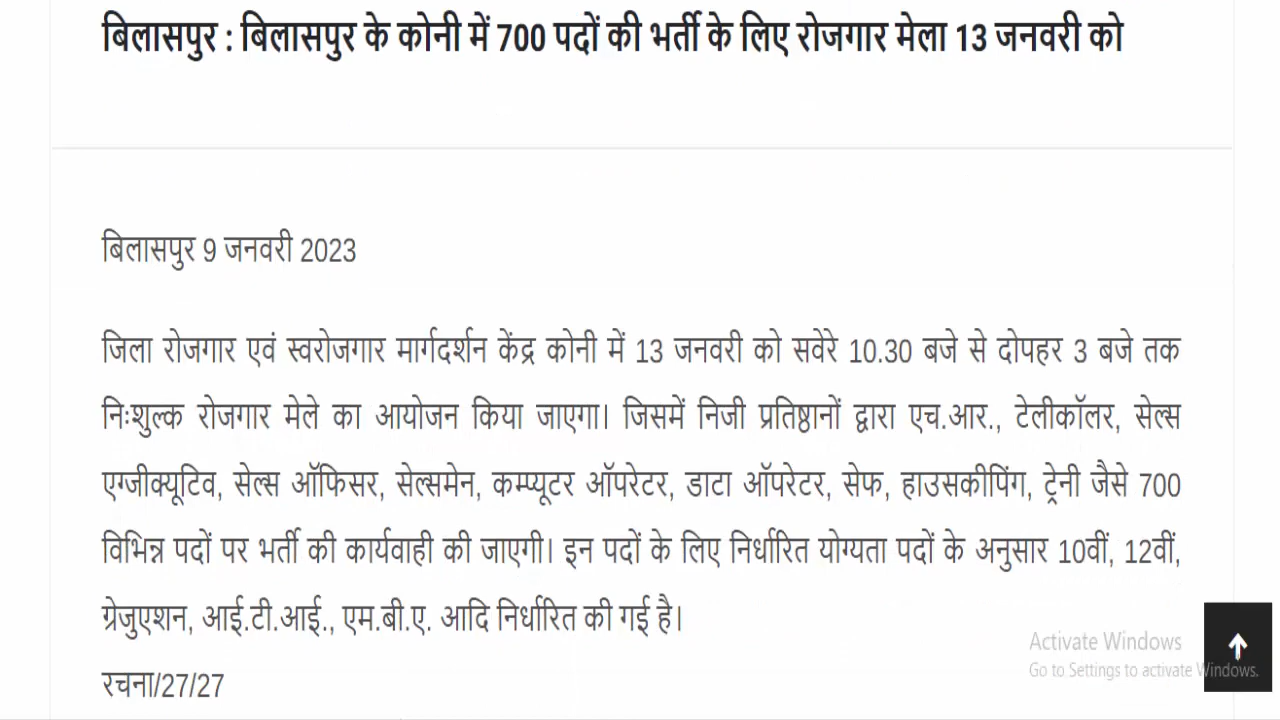 बिलासपुर : बिलासपुर के कोनी में 700 पदों की भर्ती के लिए रोजगार मेला 13 जनवरी को
बिलासपुर 9 जनवरी 2023
जिला रोजगार एवं स्वरोजगार मार्गदर्शन केंद्र कोनी में 13 जनवरी को सवेरे 10.30 बजे से दोपहर 3 बजे तक
निःशुल्क रोजगार मेले का आयोजन किया जाएगा। जिसमें निजी प्रतिष्ठानों द्वारा एच.आर., टेलीकॉलर, सेल्स
एग्जीक्यूटिव, सेल्स ऑफिसर, सेल्समेन, कम्प्यूटर ऑपरेटर, डाटा ऑपरेटर, सेफ, हाउसकीपिंग, ट्रेनी जैसे 700
विभिन्न पदों पर भर्ती की कार्यवाही की जाएगी। इन पदों के लिए निर्धारित योग्यता पदों के अनुसार 10वीं, 12वीं,
ग्रेजुएशन, आई.टी.आई., एम.बी.ए. आदि निर्धारित की गई है।
रचना/27/27
Activate Windows
Go to Settings to activate Windows.